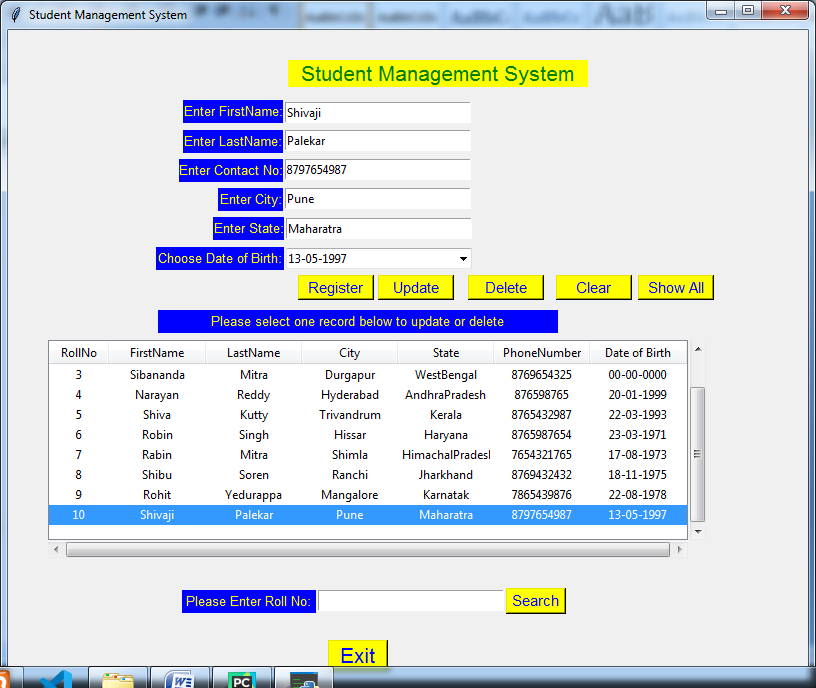 Student Management System
Student Management System
Enter FirstName: Shivaji
Enter LastName: Palekar
Enter Contact No: 8797654987
Enter City: Pune
Enter State: Maharatra
Choose Date of Birth: 13-05-1997
Register Update Delete Clear Show All
Please select one record below to update or delete
RollNo FirstName LastName City State PhoneNumber Date of Birth
3 Sibananda Mitra Durgapur WestBengal 8769654325 00-00-0000
4 Narayan Reddy Hyderabad AndhraPradesh 876598765 20-01-1999
5 Shiva Kutty Trivandrum Kerala 8765432987 22-03-1993
6 Robin Singh Hissar Haryana 8765987654 23-03-1971
7 Rabin Mitra Shimla HimachalPradesl 7654321765 17-08-1973
8 Shibu Soren Ranchi Jharkhand 8769432432 18-11-1975
9 Rohit Yedurappa Mangalore Karnatak 7865439876 22-08-1978
10 Shivaji Palekar Pune Maharatra 8797654987 13-05-1997
Please Enter Roll No: Search
Exit
W PC